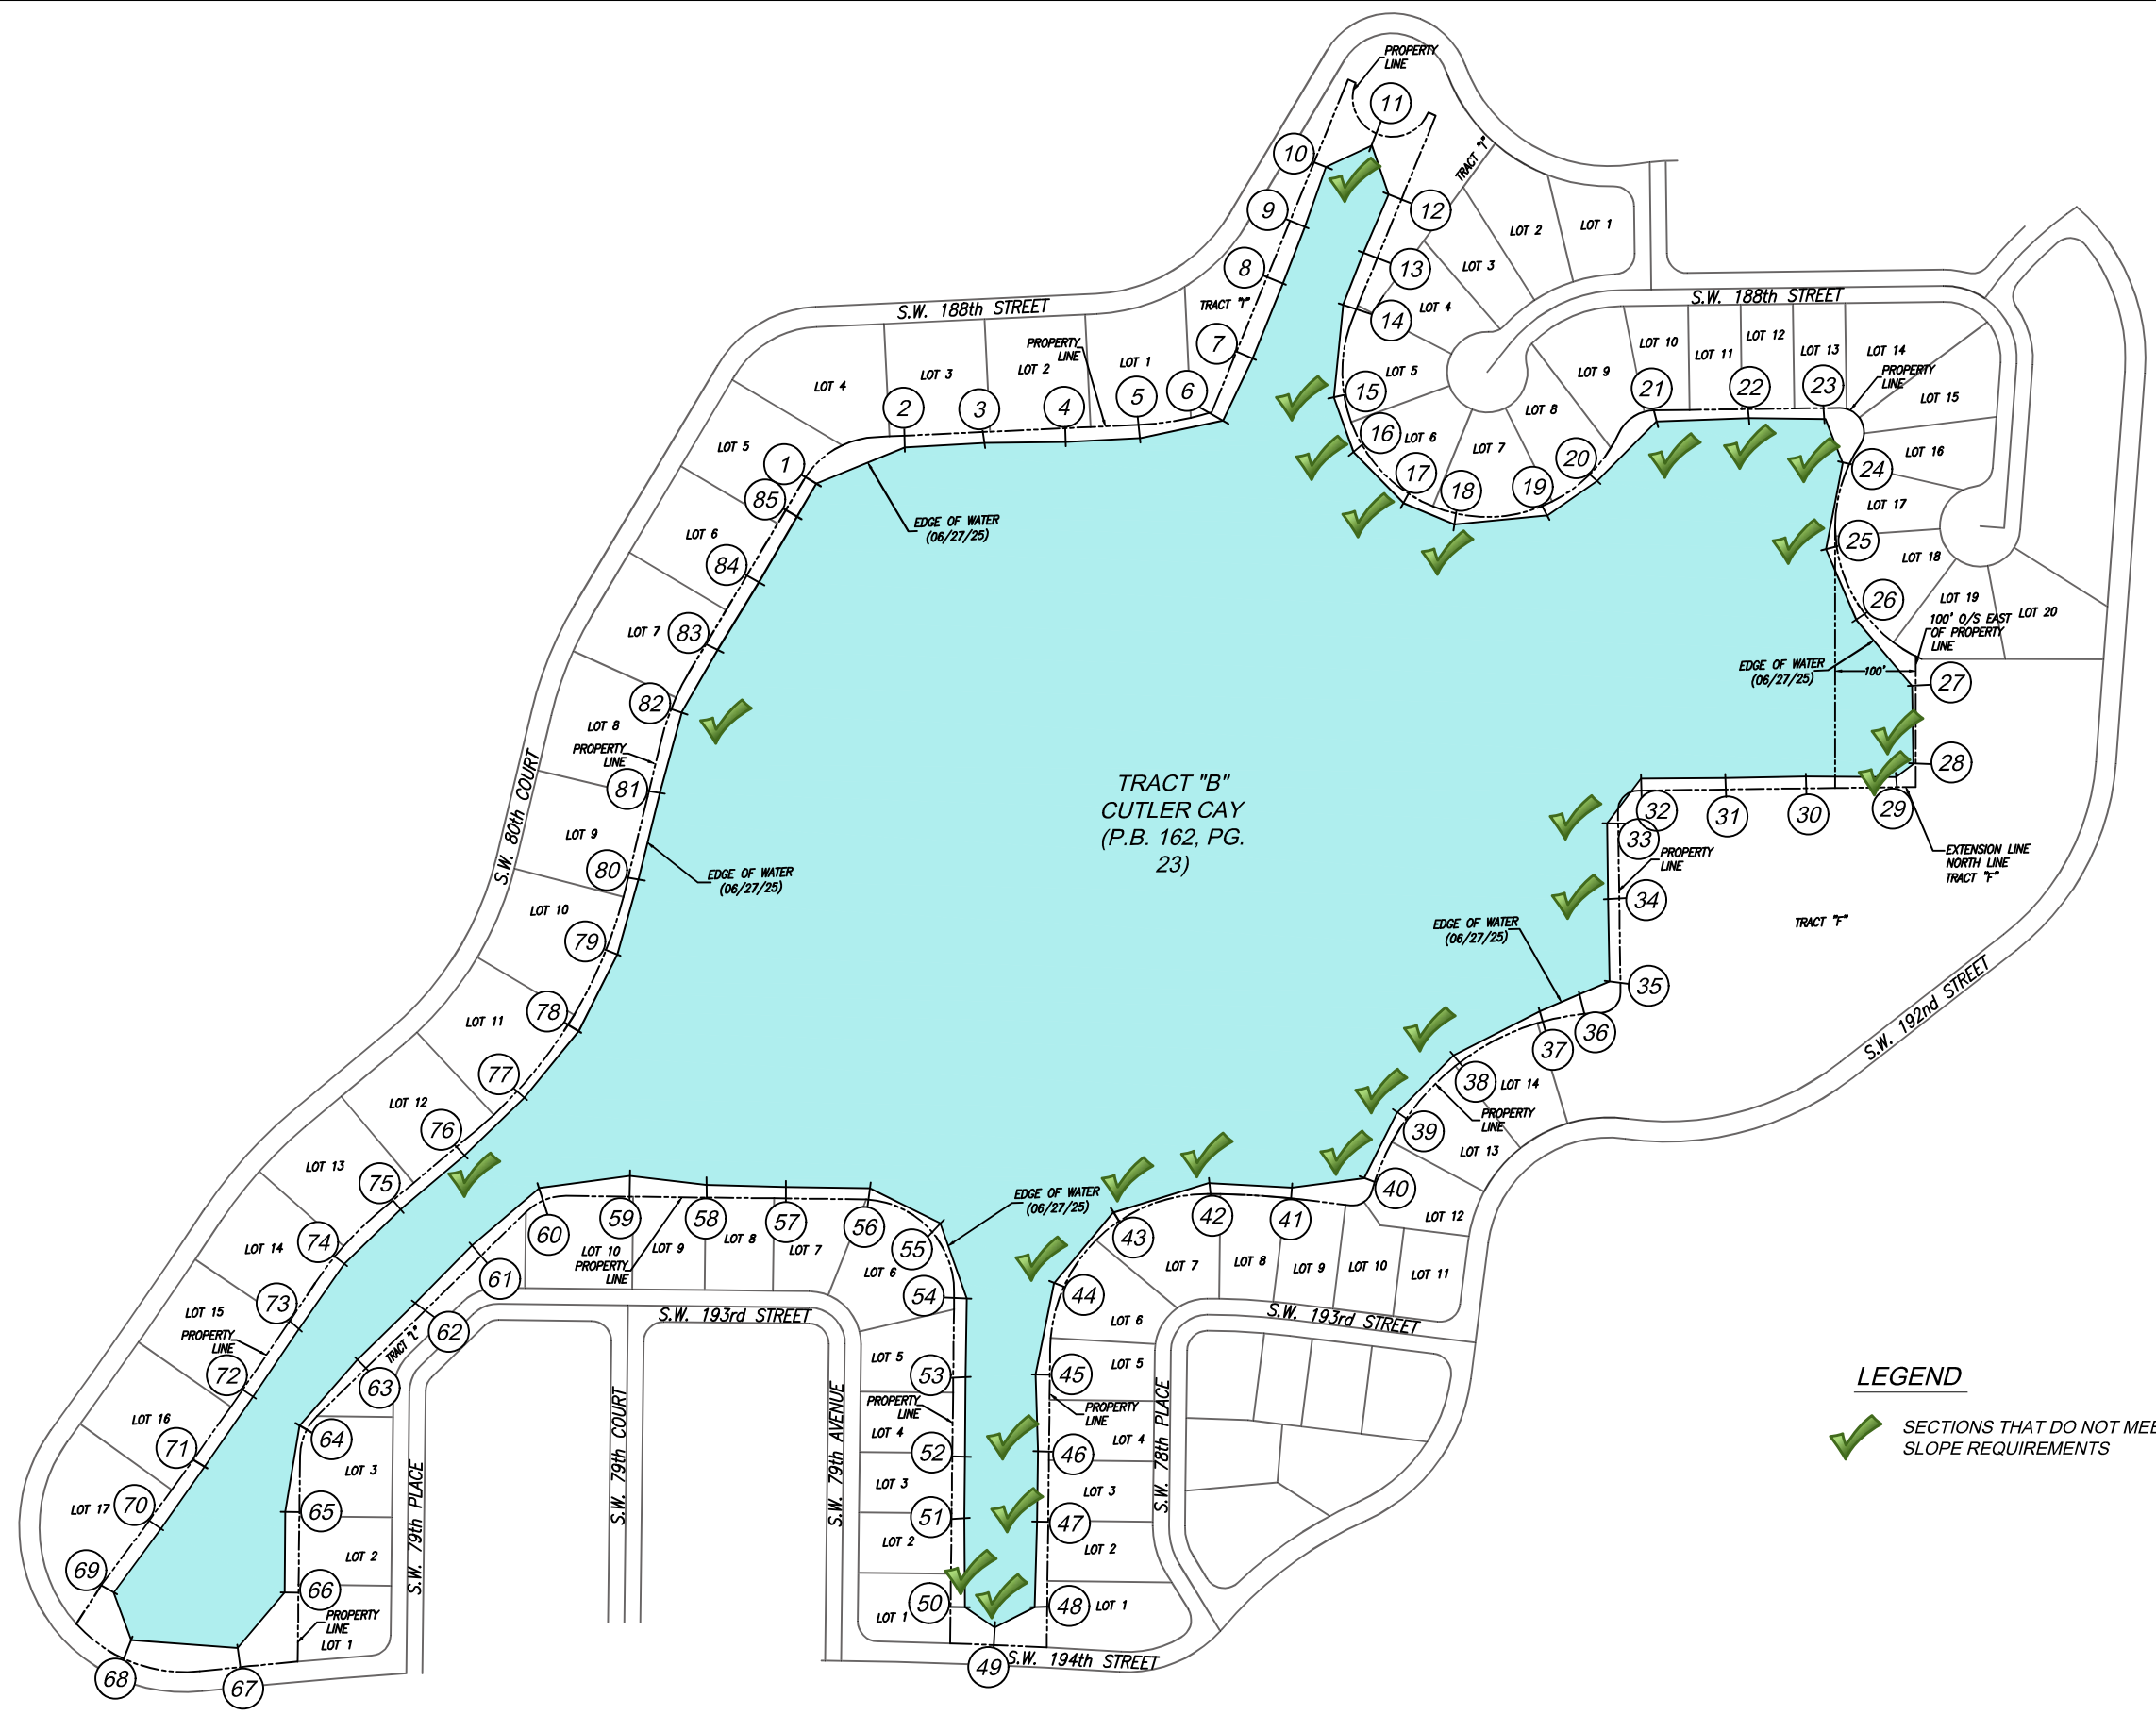 PROPERTY
LINE
11
10
12
9
TRACT "I"
LOT 2
LOT 1
8
13
LOT 3
TRACT "I"
LOT 4
14
S.W. 188th STREET
S.W. 188th STREET
7
PROPERTY
LINE
LOT 1
LOT 2
LOT 3
LOT 4
LOT 10
LOT 11
LOT 12
LOT 13
LOT 14
PROPERTY
LINE
LOT 15
LOT 5
LOT 9
LOT 8
2
3
4
5
6
15
21
22
23
16
LOT 6
LOT 7
LOT 16
24
LOT 5
1
85
17
18
19
20
LOT 17
EDGE OF WATER
(06/27/25)
LOT 6
84
25
LOT 18
26
LOT 19
LOT 20
100' O/S EAST
OF PROPERTY
LINE
LOT 7
83
EDGE OF WATER
(06/27/25)
100'
27
82
LOT 8
PROPERTY
LINE
81
28
TRACT "B"
CUTLER CAY
(P.B. 162, PG.
23)
S.W. 80th COURT
LOT 9
80
EDGE OF WATER
(06/27/25)
32
31
30
29
33
PROPERTY
LINE
EXTENSION LINE
NORTH LINE
TRACT "F"
34
LOT 10
79
EDGE OF WATER
(06/27/25)
TRACT "F"
35
S.W. 192nd STREET
LOT 11
78
36
37
77
38
LOT 14
LOT 12
76
PROPERTY
LINE
39
LOT 13
LOT 13
75
40
EDGE OF WATER
(06/27/25)
60
59
58
57
56
55
43
42
41
LOT 12
LOT 14
74
LOT 10
PROPERTY
LINE
LOT 9
LOT 8
LOT 7
LOT 6
LOT 7
LOT 8
LOT 9
LOT 10
LOT 11
61
54
44
73
LOT 15
PROPERTY
LINE
62
TRACT "L"
S.W. 193rd STREET
LOT 6
S.W. 193rd STREET
72
63
LOT 5
53
45
LOT 5
PROPERTY
LINE
PROPERTY
LINE
LEGEND
LOT 16
71
64
LOT 4
52
46
LOT 4
SECTIONS THAT DO NOT MEE
SLOPE REQUIREMENTS
LOT 3
S.W. 79th PLACE
S.W. 79th COURT
S.W. 79th AVENUE
S.W. 78th PLACE
LOT 17
70
65
LOT 3
51
47
LOT 3
LOT 2
LOT 2
LOT 2
69
66
50
48
LOT 1
LOT 1
PROPERTY
LINE
LOT 1
68
67
49
S.W. 194th STREET